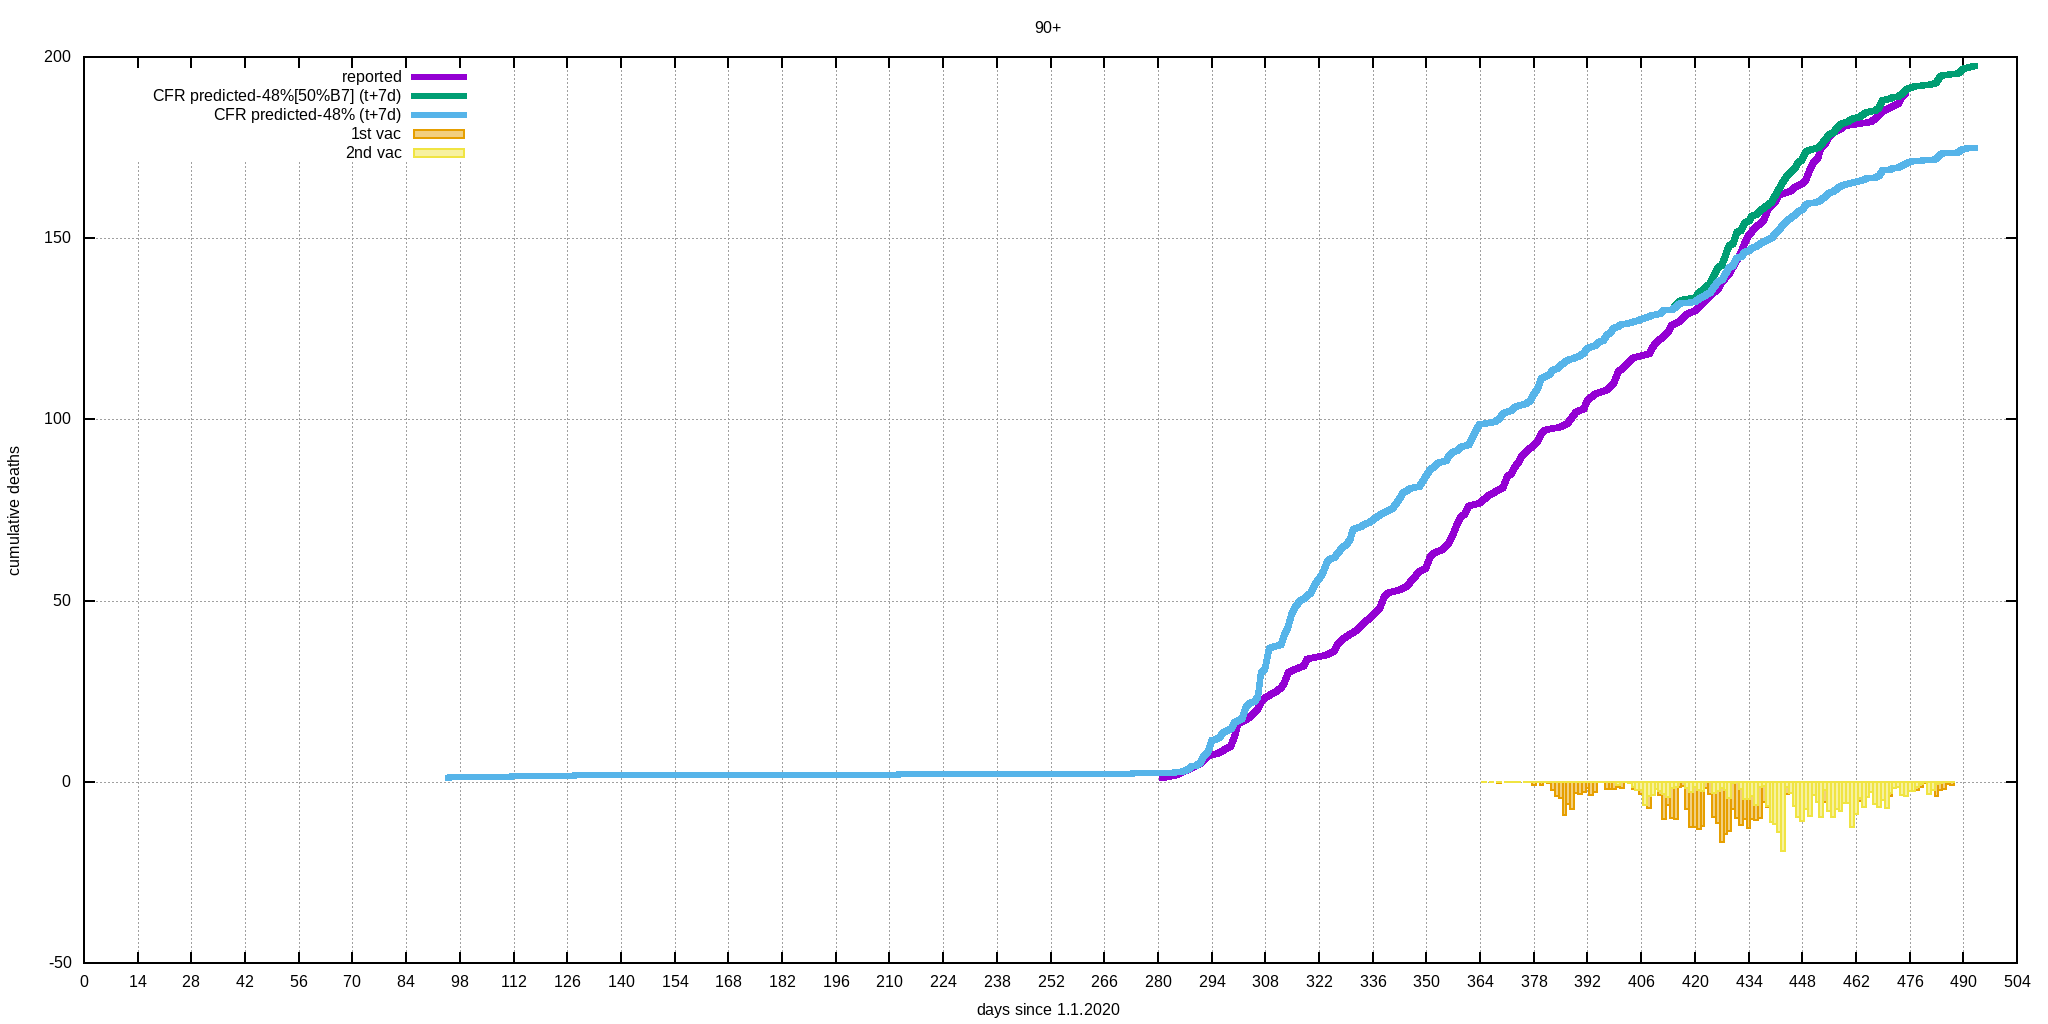 90+
200
150
100
50
0
-50
cumulative deaths
reported
CFR predicted-48%[50%B7] (t+7d)
CFR predicted-48% (t+7d)
1st vac
2nd vac
0 14 28 42 56 70 84 98 112 126 140 154 168 182 196 210 224 238 252 266 280 294 308 322 336 350 364 378 392 406 420 434 448 462 476 490 504
days since 1.1.2020